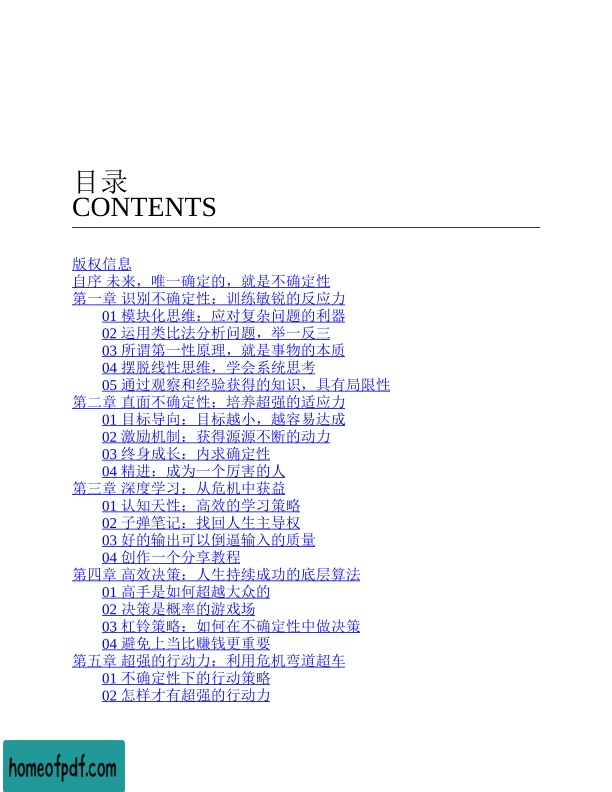 目录
CONTENTS
版权信息
自序 未来，唯一确定的，就是不确定性
第一章 识别不确定性：训练敏锐的反应力
01 模块化思维：应对复杂问题的利器
02 运用类比法分析问题，举一反三
03 所谓第一性原理，就是事物的本质
04 摆脱线性思维，学会系统思考
05 通过观察和经验获得的知识，具有局限性
第二章 直面不确定性：培养超强的适应力
01 目标导向：目标越小，越容易达成
02 激励机制：获得源源不断的动力
03 终身成长：内求确定性
04 精进：成为一个厉害的人
第三章 深度学习：从危机中获益
01 认知天性：高效的学习策略
02 子弹笔记：找回人生主导权
03 好的输出可以倒逼输入的质量
04 创作一个分享教程
第四章 高效决策：人生持续成功的底层算法
01 高手是如何超越大众的
02 决策是概率的游戏场
03 杠铃策略：如何在不确定性中做决策
04 避免上当比赚钱更重要
第五章 超强的行动力：利用危机弯道超车
01 不确定性下的行动策略
02 怎样才有超强的行动力
homeofpdf.com